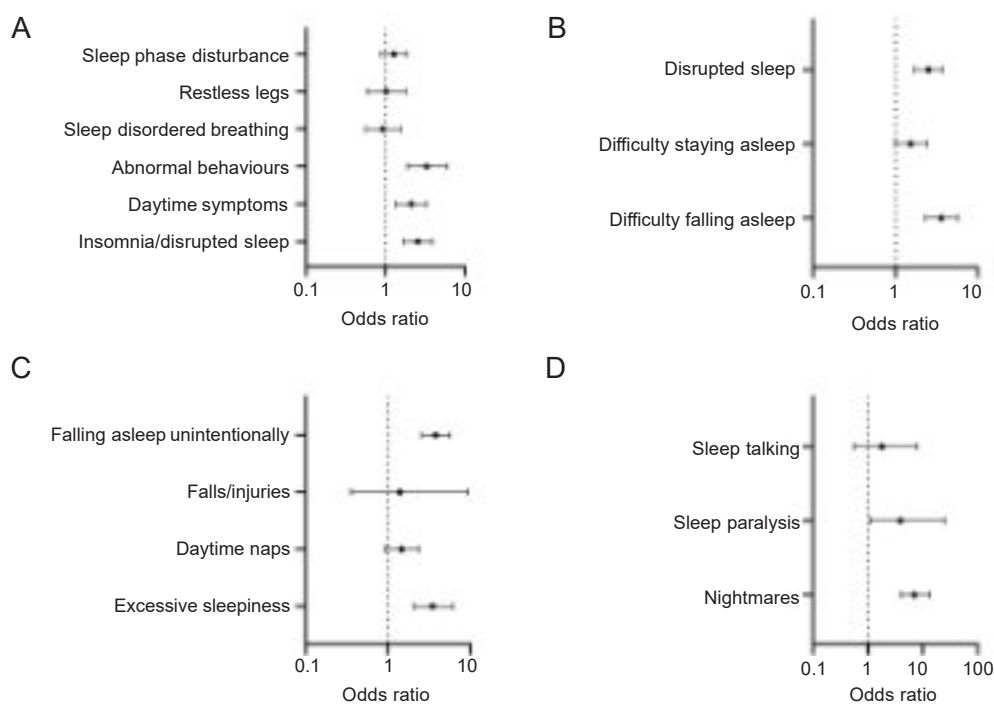 A
Sleep phase disturbance
Restless legs
Sleep disordered breathing
Abnormal behaviours
Daytime symptoms
Insomnia/disrupted sleep
0.1 1 10
Odds ratio
B
Disrupted sleep
Difficulty staying asleep
Difficulty falling asleep
0.1 1 10
Odds ratio
C
Falling asleep unintentionally
Falls/injuries
Daytime naps
Excessive sleepiness
0.1 1 10
Odds ratio
D
Sleep talking
Sleep paralysis
Nightmares
0.1 1 10 100
Odds ratio